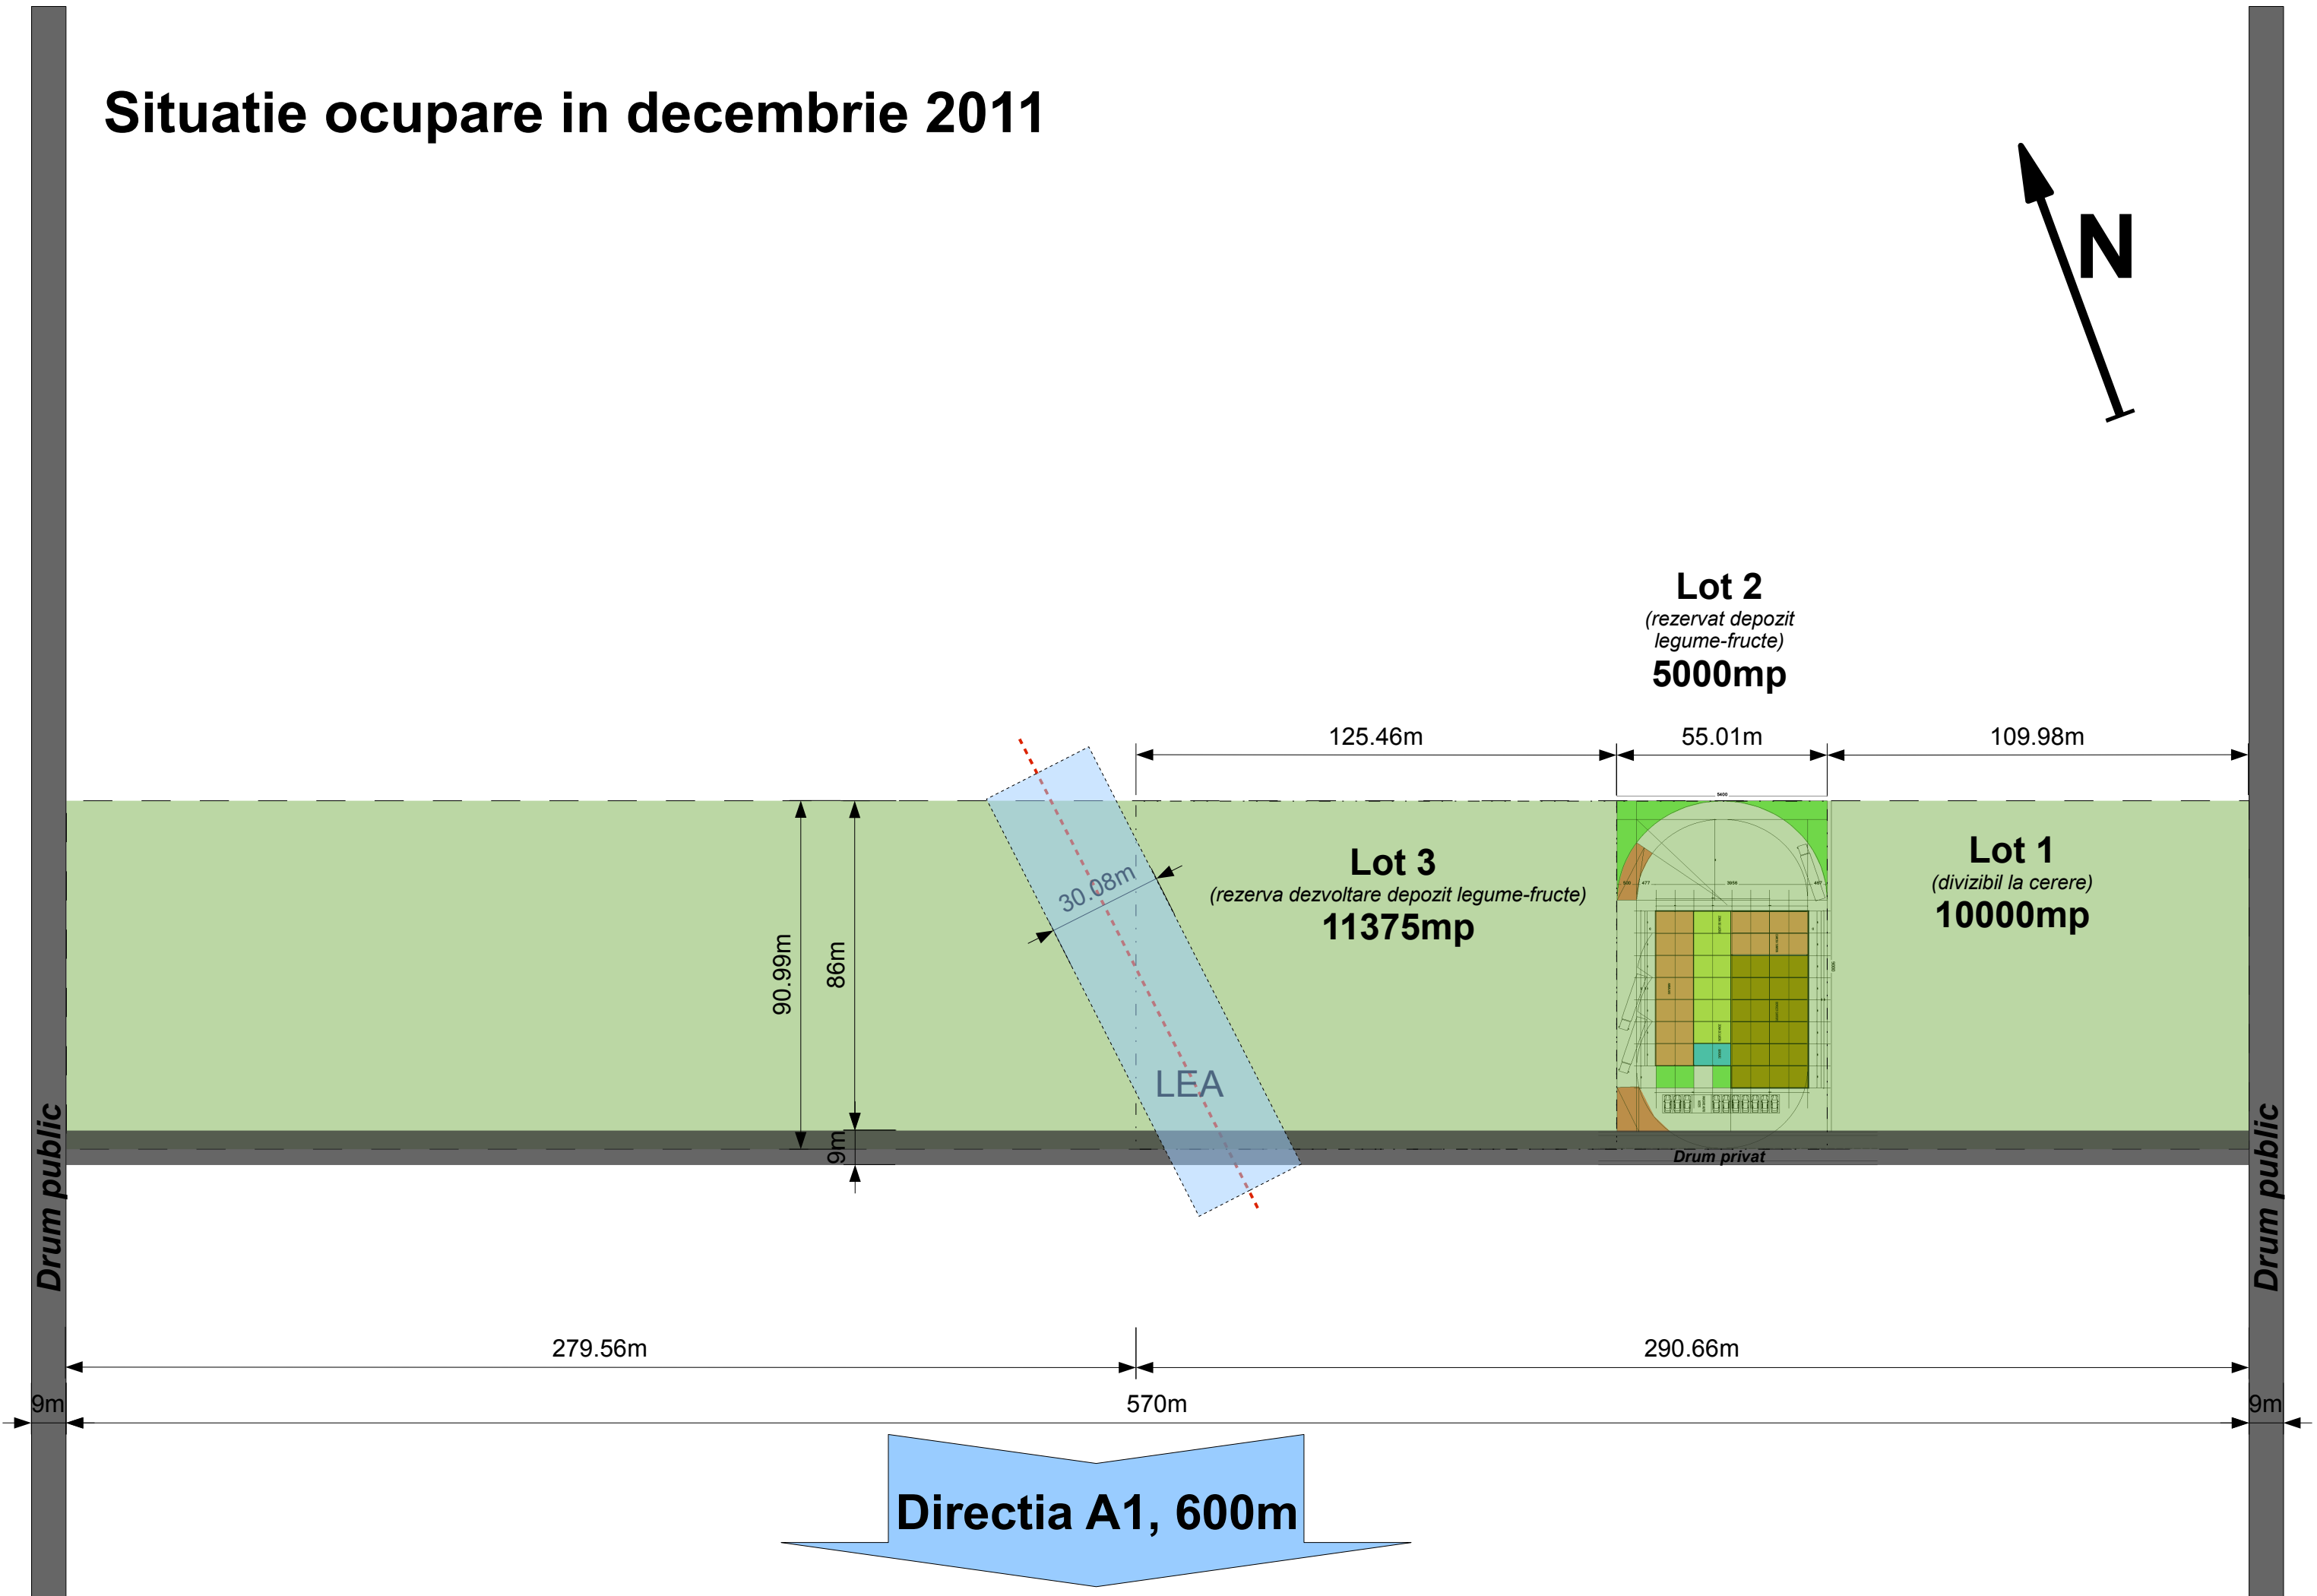 Situatie ocupare in decembrie 2011
N
Lot 2
(rezervat depozit
legume-fructe)
5000mp
125.46m
55.01m
109.98m
5400
Lot 3
(rezerva dezvoltare depozit legume-fructe)
11375mp
Lot 1
(divizibil la cerere)
10000mp
30.08m
90.99m
86m
9m
LEA
Drum privat
Drum public
Drum public
279.56m
290.66m
9m
570m
9m
Directia A1, 600m